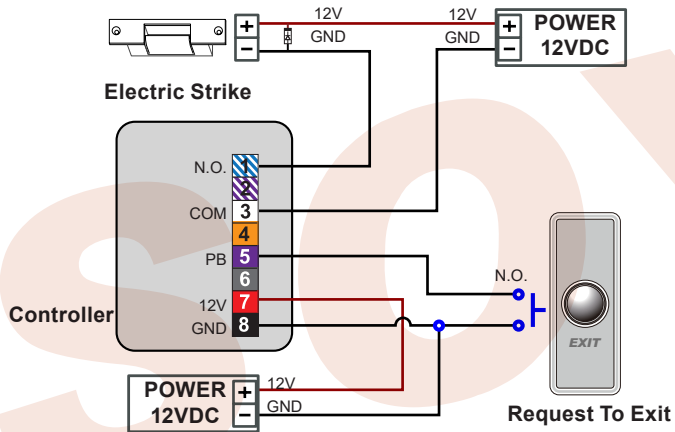 12V 12V
+ + POWER
GND GND
- - 12VDC
Electric Strike
N.O. 1
2
COM 3
4
PB 5
6
12V 7
GND 8
Controller
N.O.
EXIT
Request To Exit
POWER + 12V
12VDC - GND